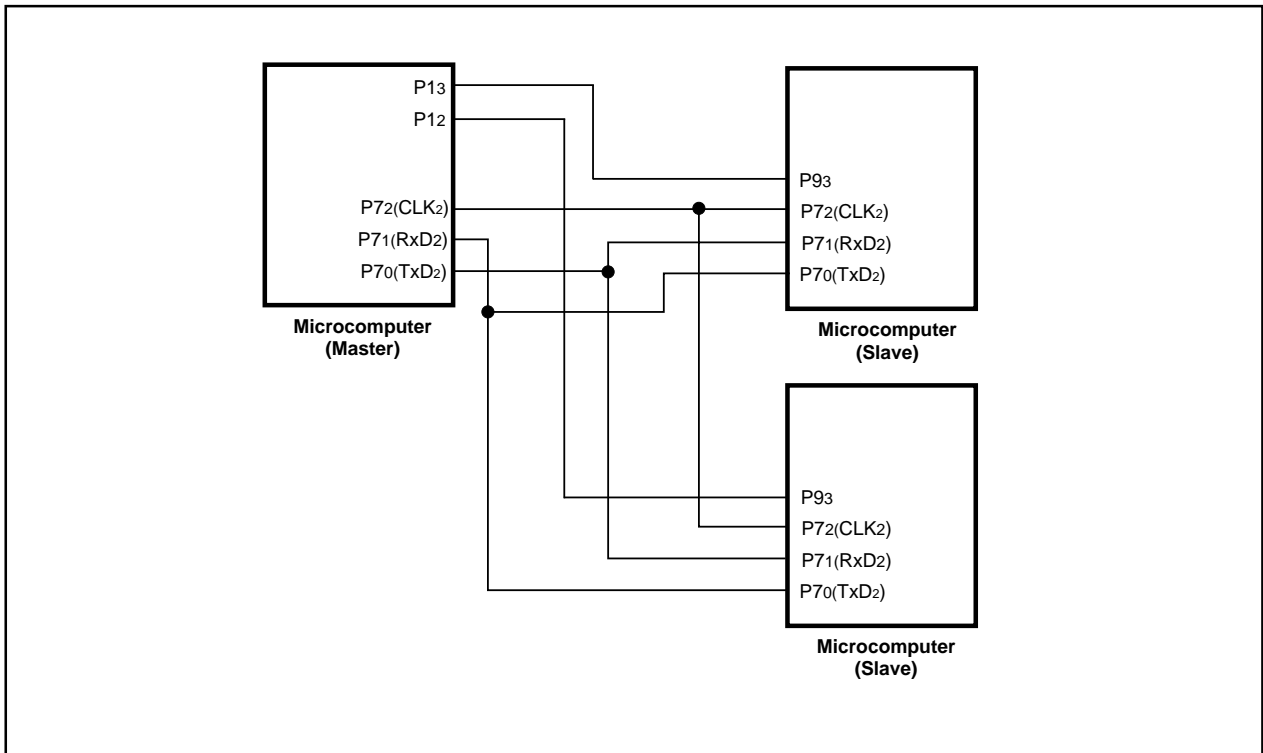 P13
P12
P72(CLK2)
P71(RxD2)
P70(TxD2)
Microcomputer
(Master)
P93
P72(CLK2)
P71(RxD2)
P70(TxD2)
Microcomputer
(Slave)
P93
P72(CLK2)
P71(RxD2)
P70(TxD2)
Microcomputer
(Slave)